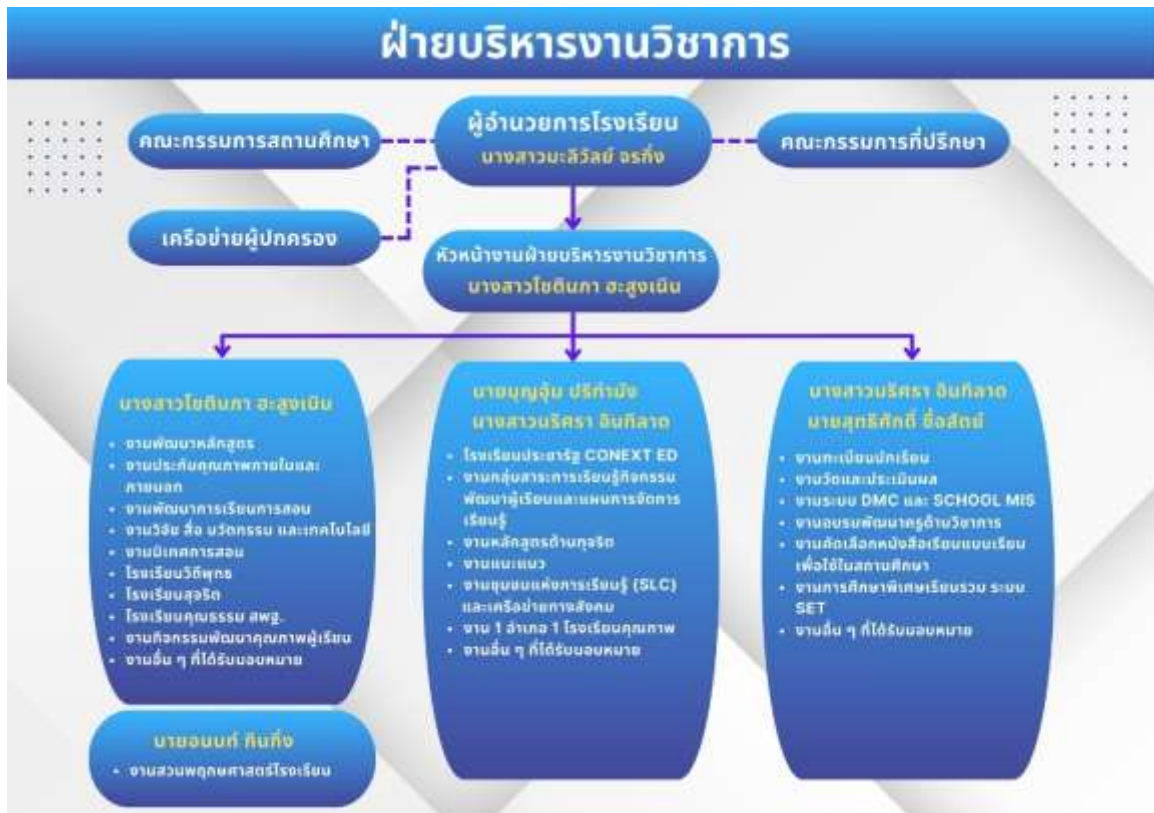 ฝ่ายบริหารงานวิชาการ
คณะกรรมการสถานศึกษา
ผู้อำนวยการโรงเรียน
นางสาวมะลิวัลย์ จรกิ่ง
คณะกรรมการที่ปรึกษา
เครือข่ายผู้ปกครอง
หัวหน้างานฝ่ายบริหารงานวิชาการ
นางสาวโชตินภา ฮะสูงเนิน
นางสาวโชตินภา ฮะสูงเนิน
• งานพัฒนาหลักสูตร
• งานประกันคุณภาพภายในและ
ภายนอก
• งานพัฒนาการเรียนการสอน
• งานวิจัย สื่อ นวัตกรรม และเทคโนโลยี
• งานนิเทศการสอน
• โรงเรียนวิถีพุทธ
• โรงเรียนสุจริต
• โรงเรียนคุณธรรม สพฐ.
• งานกิจกรรมพัฒนาคุณภาพผู้เรียน
• งานอื่น ๆ ที่ได้รับมอบหมาย
นายอนนท์ กินกิ่ง
• งานสวนพฤกษศาสตร์โรงเรียน
นายบุญอุ้ม ปริกำมัง
นางสาวนริศรา อินทิลาด
• โรงเรียนประชารัฐ CONEXT ED
• งานกลุ่มสาระการเรียนรู้กิจกรรม
พัฒนาผู้เรียนและแผนการจัดการ
เรียนรู้
• งานหลักสูตรต้านทุจริต
• งานแนะแนว
• งานชุมชนแห่งการเรียนรู้ (SLC)
และเครือข่ายทางสังคม
• งาน 1 อำเภอ 1 โรงเรียนคุณภาพ
• งานอื่น ๆ ที่ได้รับมอบหมาย
นางสาวนริศรา อินทิลาด
นายสุทธิศักดิ์ ซื่อสัตย์
• งานทะเบียนนักเรียน
• งานวัดและประเมินผล
• งานระบบ DMC และ SCHOOL MIS
• งานอบรมพัฒนาครูด้านวิชาการ
• งานคัดเลือกหนังสือเรียนแบบเรียน
เพื่อใช้ในสถานศึกษา
• งานการศึกษาพิเศษเรียนรวม ระบบ
SET
• งานอื่น ๆ ที่ได้รับมอบหมาย